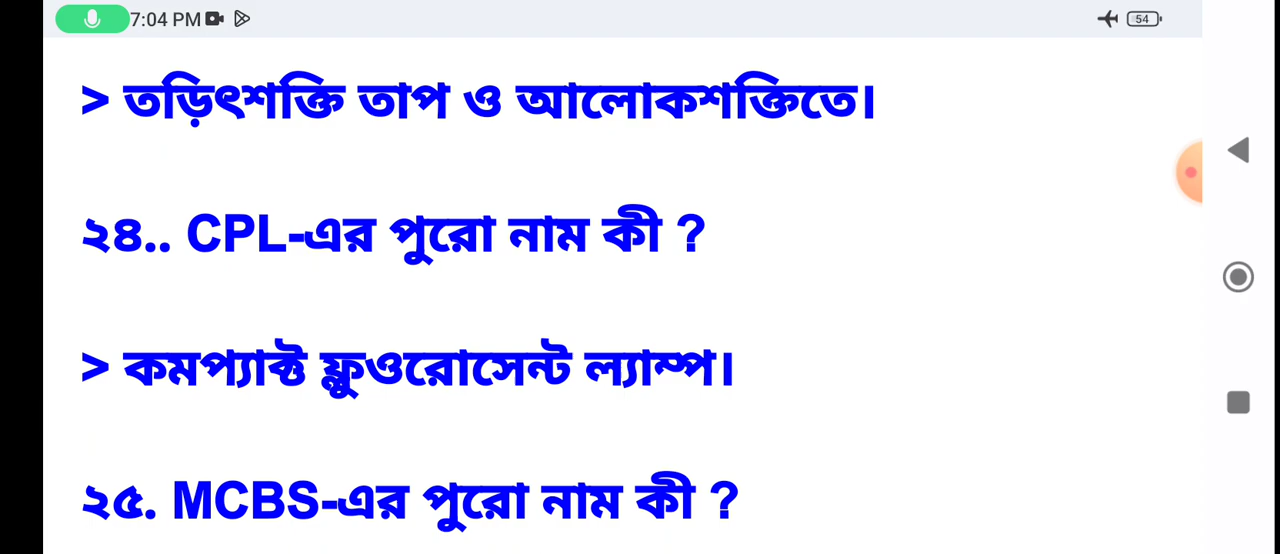 7:04 PM
54
> তড়িৎশক্তি তাপ ও আলোকশক্তিতে।
২৪.. CPL-এর পুরো নাম কী ?
> কমপ্যাক্ট ফ্লুওরোসেন্ট ল্যাম্প।
২৫. MCBS-এর পুরো নাম কী ?